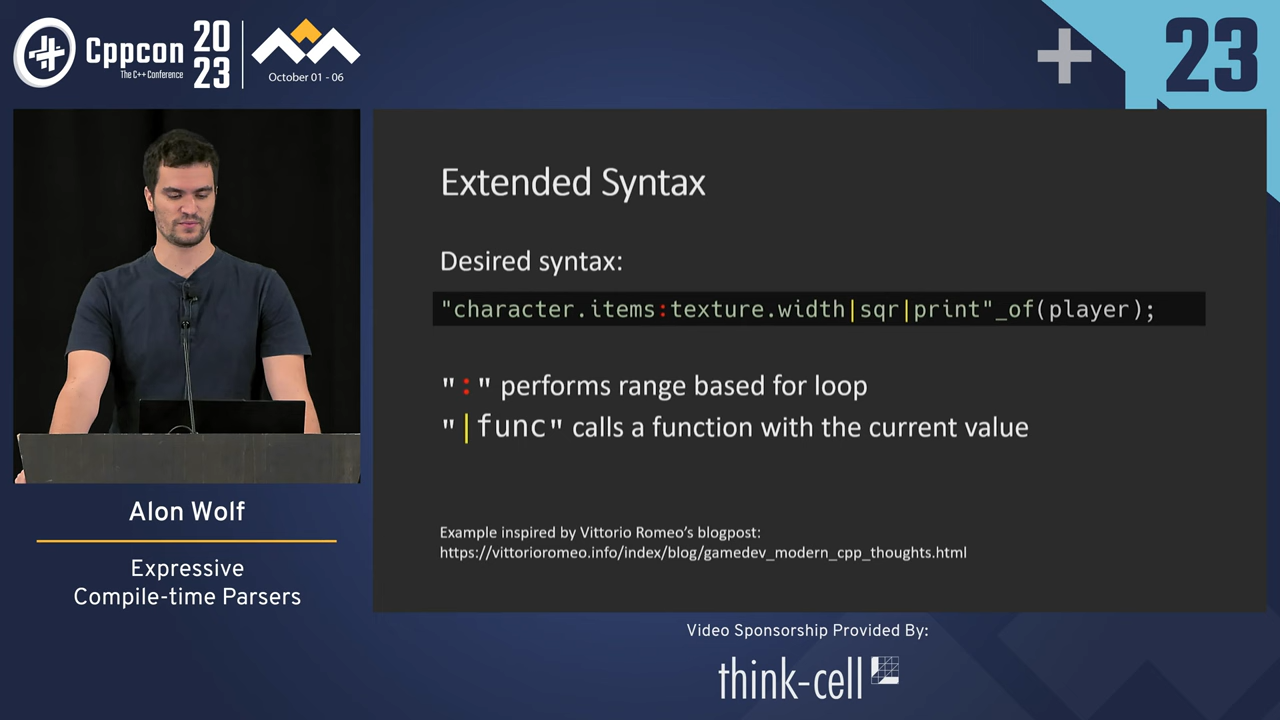 Cppcon
The C++ Conference
20
23
October 01 - 06
23
Extended Syntax
Desired syntax:
"character.items:texture.width|sqr|print"_of(player);
":" performs range based for loop
"|func" calls a function with the current value
Example inspired by Vittorio Romeo's blogpost:
https://vittorioromeo.info/index/blog/gamedev_modern_cpp_thoughts.html
Alon Wolf
Expressive
Compile-time Parsers
Video Sponsorship Provided By:
think-cell